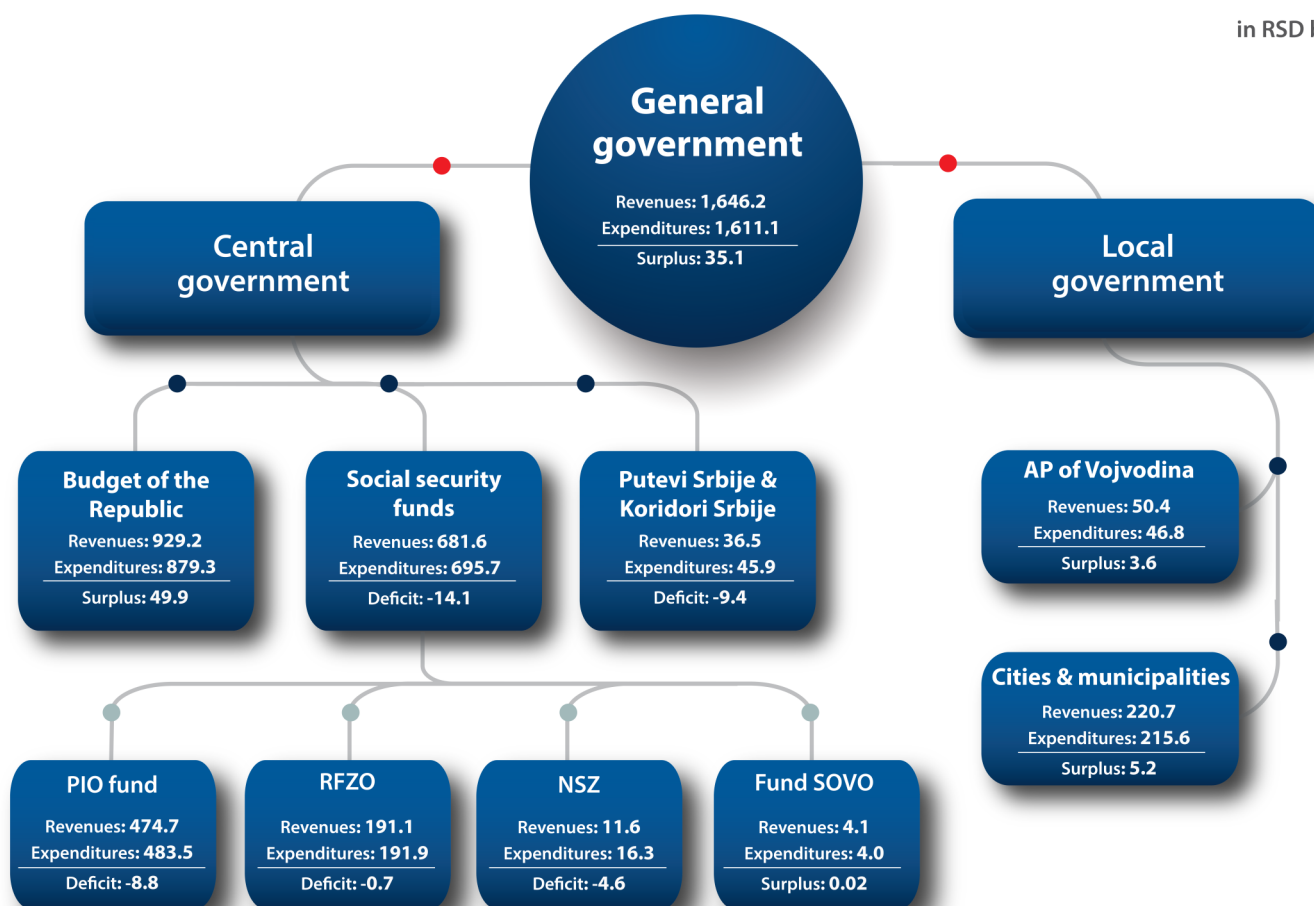 in RSD
General
government
Revenues: 1,646.2
Expenditures: 1,611.1
Surplus: 35.1
Central
government
Local
government
Budget of the
Republic
Revenues: 929.2
Expenditures: 879.3
Surplus: 49.9
Social security
funds
Revenues: 681.6
Expenditures: 695.7
Deficit: -14.1
Putevi Srbije &
Koridori Srbije
Revenues: 36.5
Expenditures: 45.9
Deficit: -9.4
AP of Vojvodina
Revenues: 50.4
Expenditures: 46.8
Surplus: 3.6
Cities & municipalities
Revenues: 220.7
Expenditures: 215.6
Surplus: 5.2
PIO fund
Revenues: 474.7
Expenditures: 483.5
Deficit: -8.8
RFZO
Revenues: 191.1
Expenditures: 191.9
Deficit: -0.7
NSZ
Revenues: 11.6
Expenditures: 16.3
Deficit: -4.6
Fund SOVO
Revenues: 4.1
Expenditures: 4.0
Surplus: 0.02